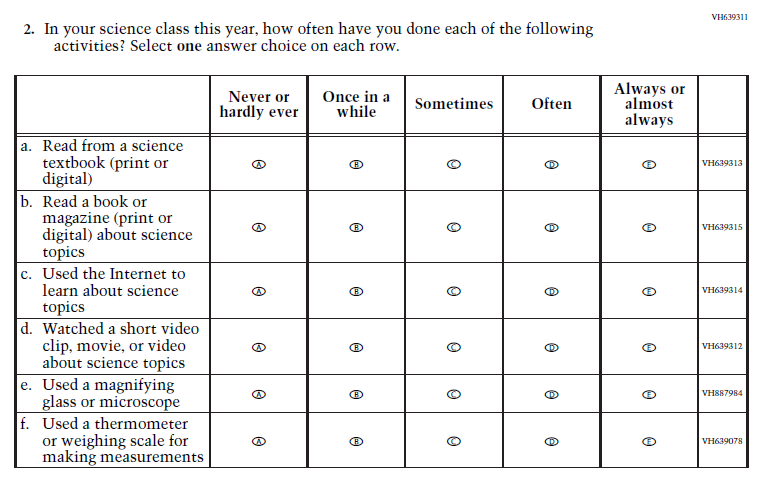 VH639311
2. In your science class this year, how often have you done each of the following
activities? Select one answer choice on each row.
Never or
hardly ever
Once in a
while
Sometimes
Often
Always or
almost
always
a. Read from a science
textbook (print or
digital)
A B C D E VH639313
b. Read a book or
magazine (print or
digital) about science
topics
A B C D E VH639315
c. Used the Internet to
learn about science
topics
A B C D E VH639314
d. Watched a short video
clip, movie, or video
about science topics
A B C D E VH639312
e. Used a magnifying
glass or microscope
A B C D E VH887984
f. Used a thermometer
or weighing scale for
making measurements
A B C D E VH639078